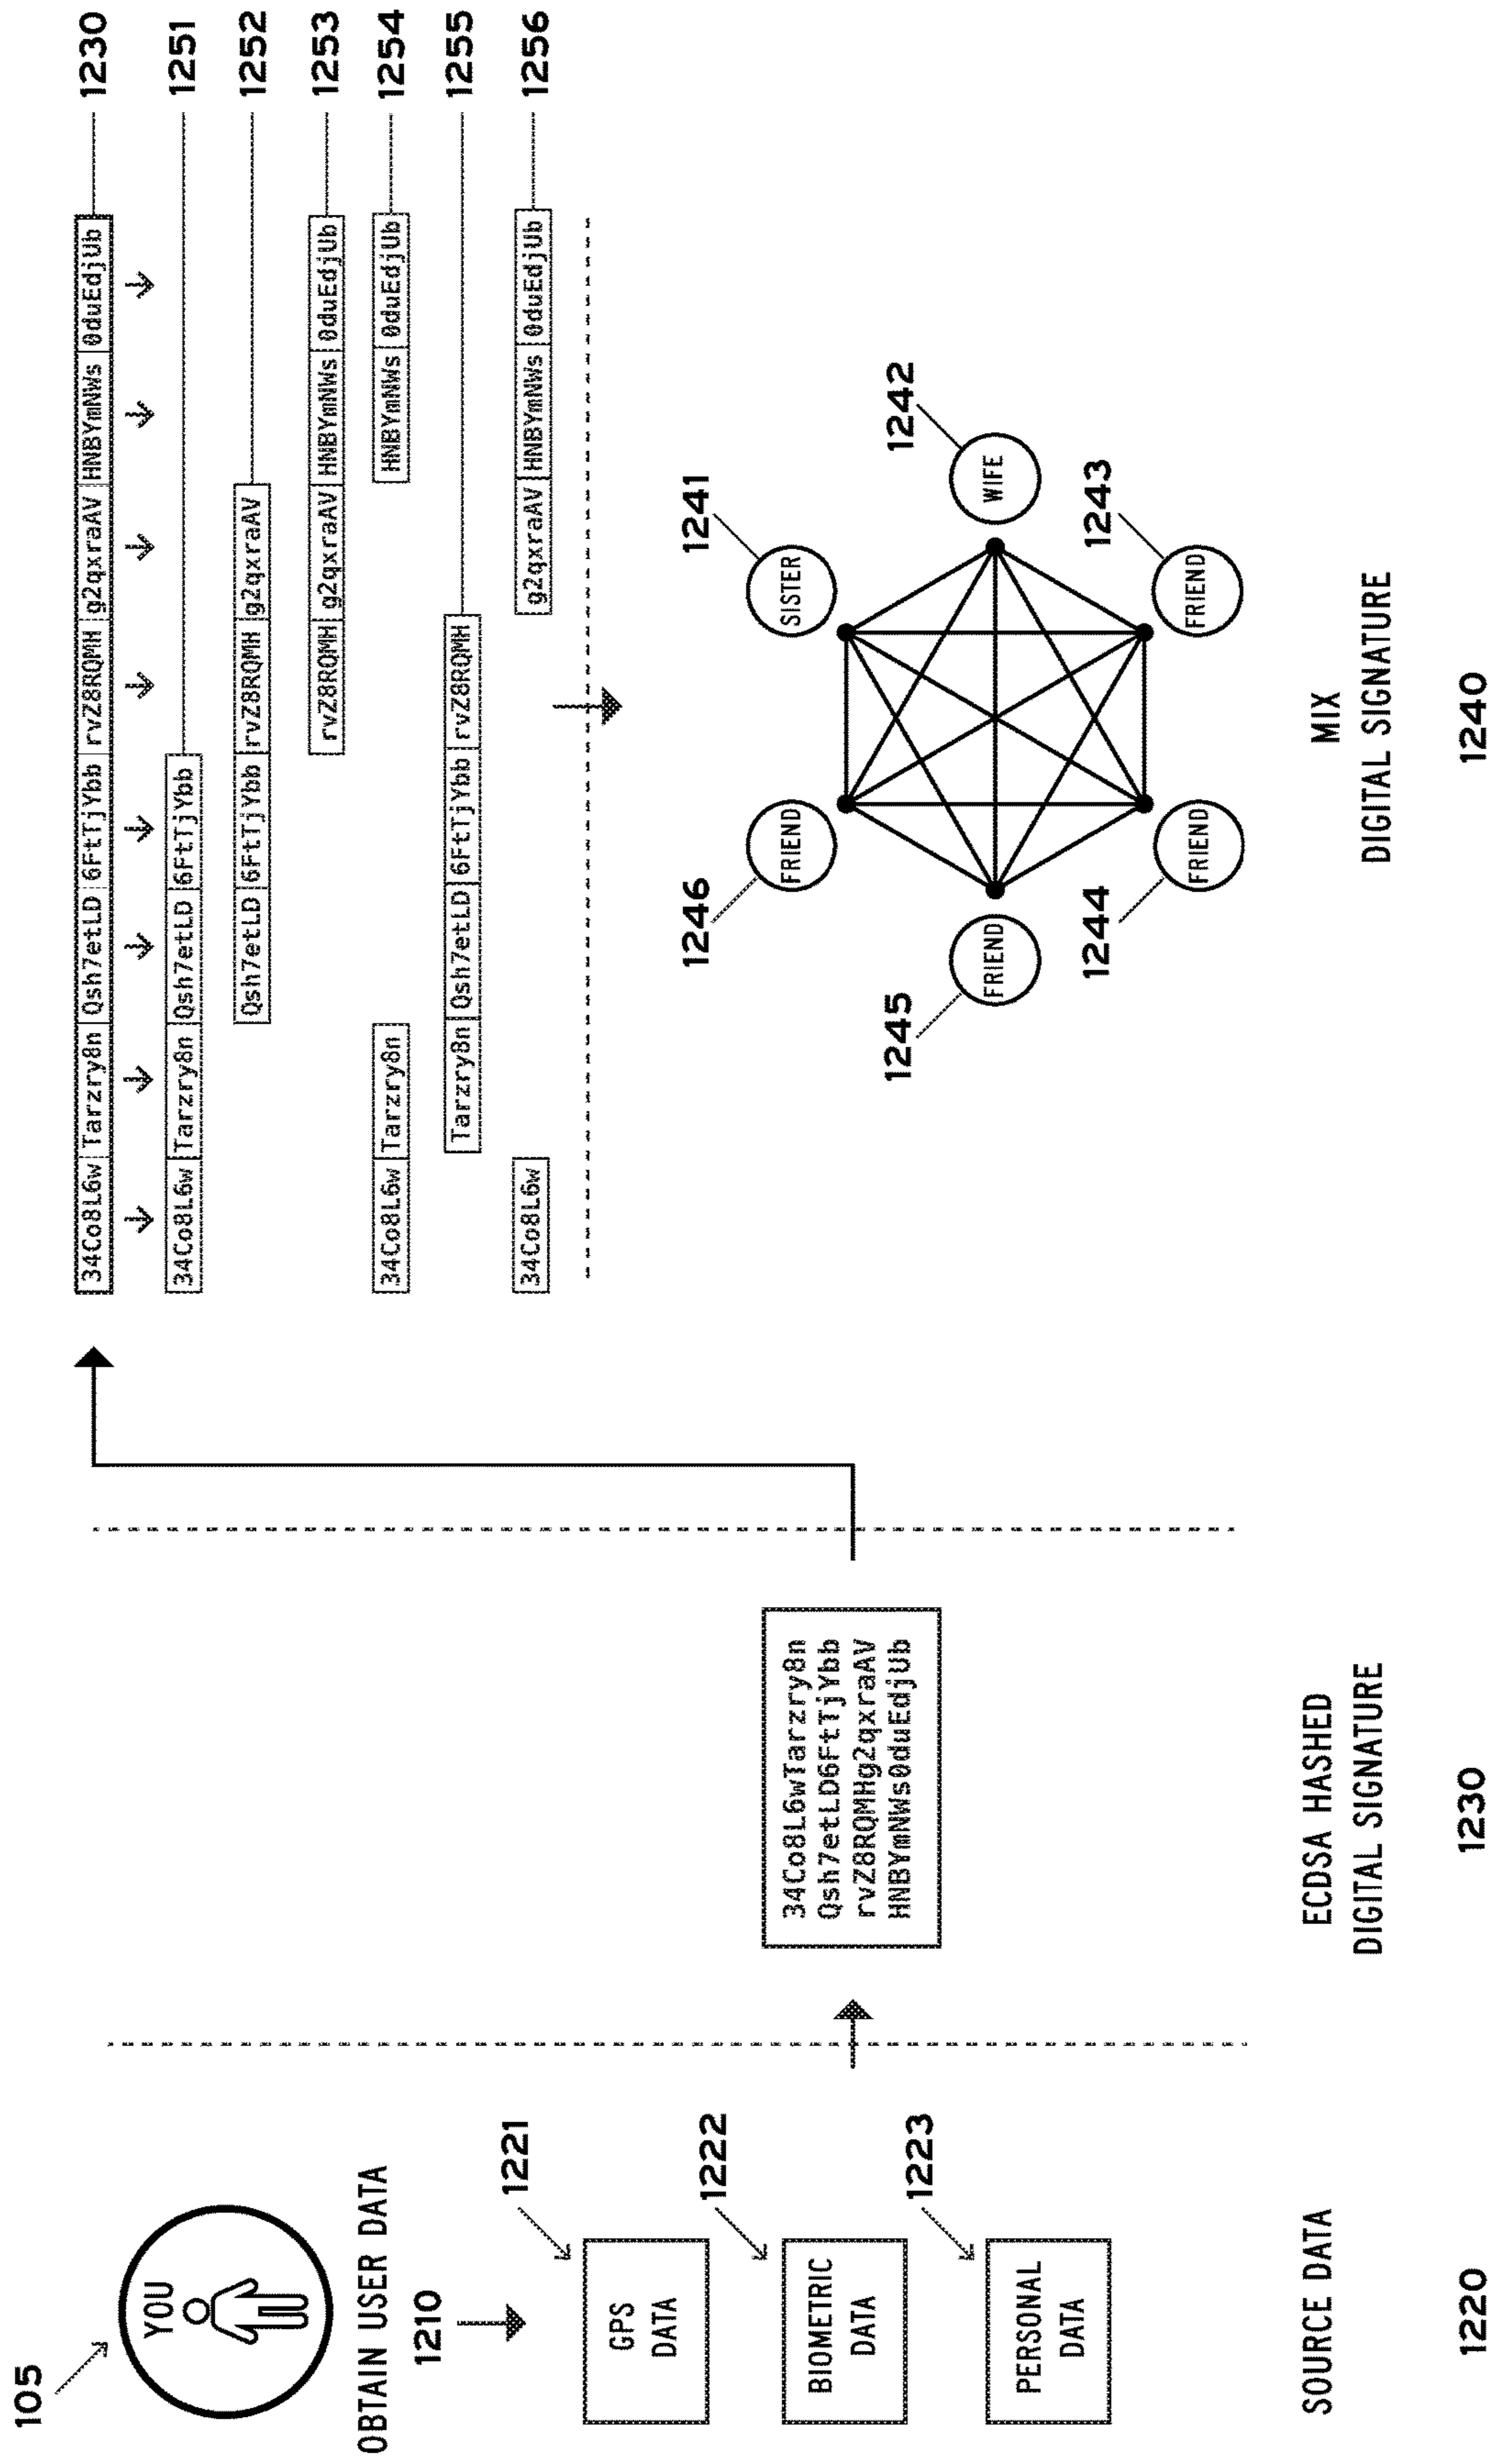 105
YOU
OBTAIN USER DATA
1210
1221
GPS
DATA
1222
BIOMETRIC
DATA
1223
PERSONAL
DATA
SOURCE DATA
1220
34Co8L6wTarzry8n
Qsh7etLD6FtTjYbb
rvZ8RQMHg2qxraAV
HNBYmNWs0duEdjUb
ECDSA HASHED
DIGITAL SIGNATURE
1230
34Co8L6w Tarzry8n Qsh7etLD 6FtTjYbb rvZ8RQMH g2qxraAV HNBYmNWs 0duEdjUb 1230
34Co8L6w Tarzry8n Qsh7etLD 6FtTjYbb 1251
Qsh7etLD 6FtTjYbb rvZ8RQMH g2qxraAV 1252
rvZ8RQMH g2qxraAV HNBYmNWs 0duEdjUb 1253
34Co8L6w Tarzry8n HNBYmNWs 0duEdjUb 1254
Tarzry8n Qsh7etLD 6FtTjYbb rvZ8RQMH 1255
34Co8L6w g2qxraAV HNBYmNWs 0duEdjUb 1256
1246
FRIEND
1241
SISTER
1245
FRIEND
1242
WIFE
1244
FRIEND
1243
FRIEND
MIX
DIGITAL SIGNATURE
1240